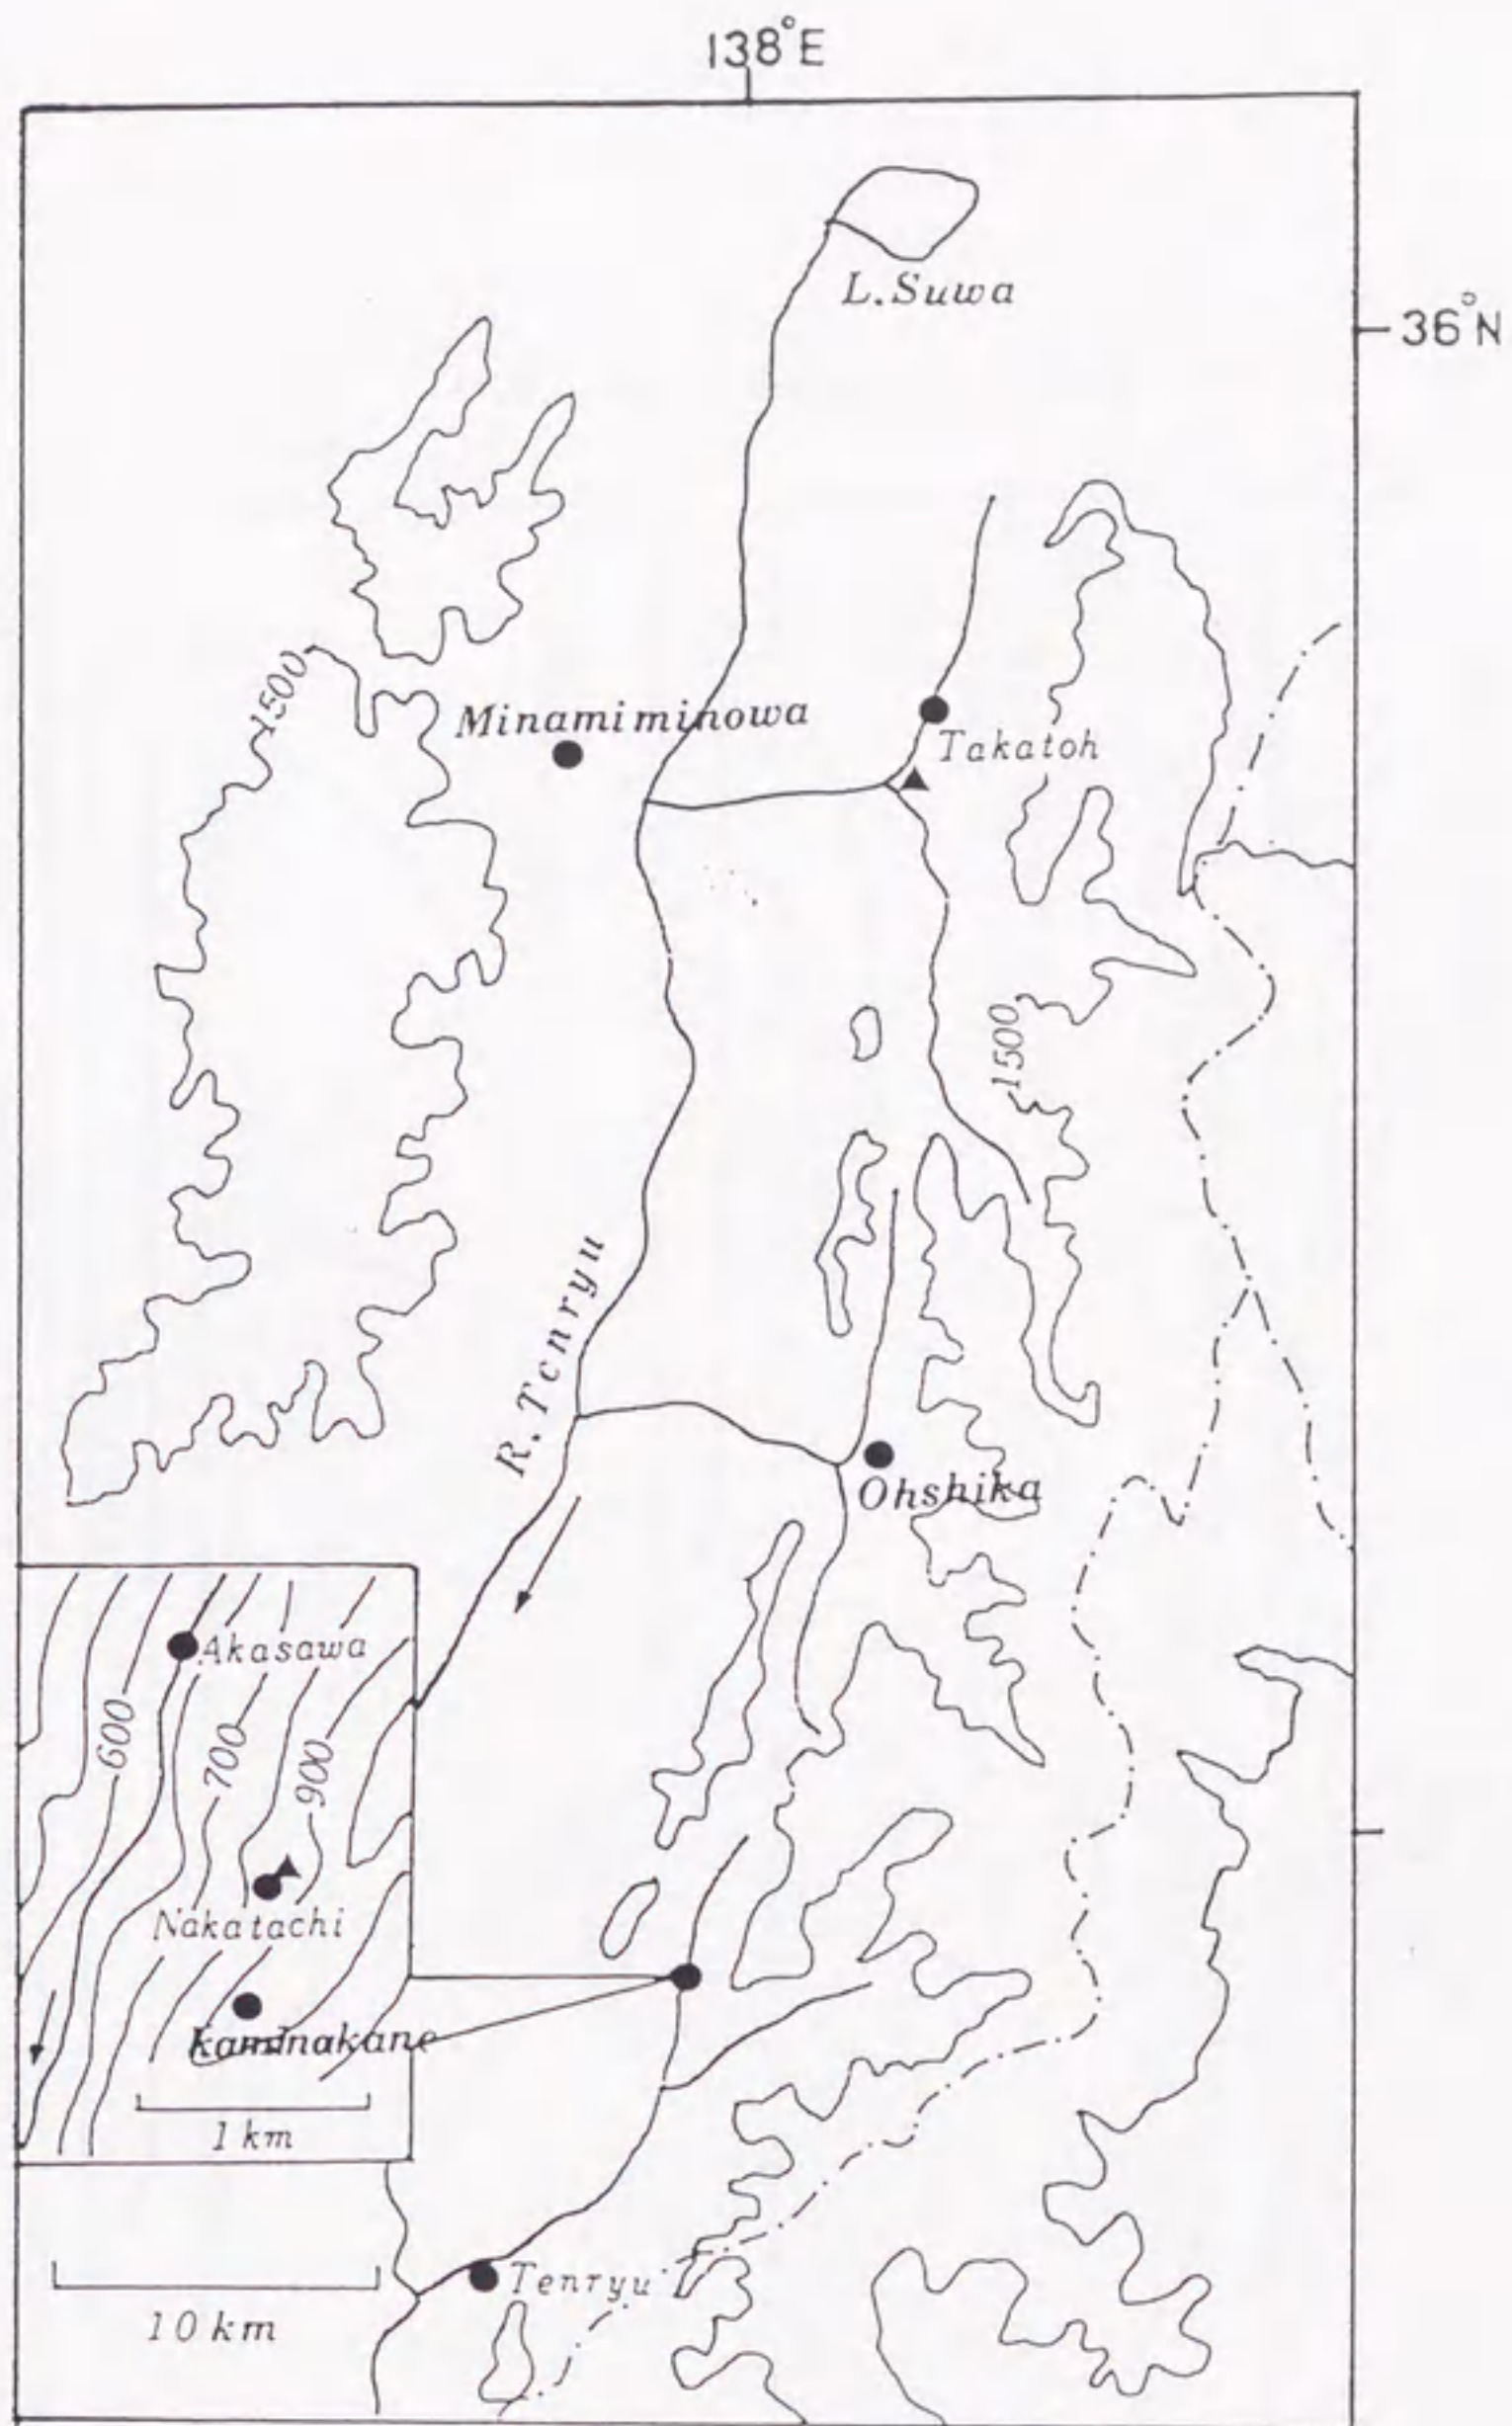 138°E
L.Suwa
36°N
1500
Minamiminowa
Takatoh
1500
R.Tenryu
Ohshika
Akasawa
600
700
900
Nakatachi
Kaminakane
1 km
Tenryu
10 km